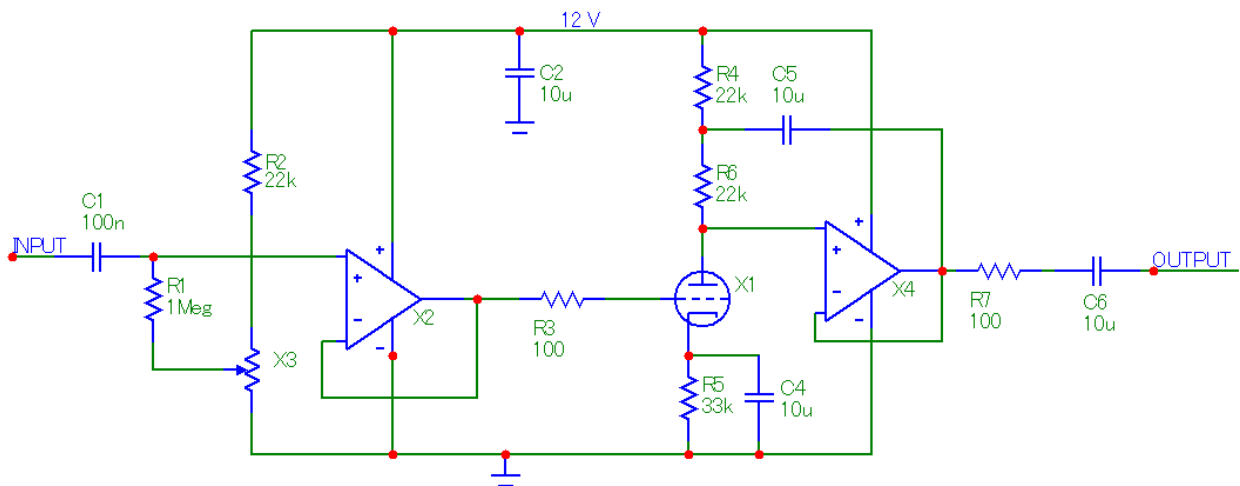 12 V
C2
10u
R4
22k
C5
10u
R2
22k
R6
22k
C1
100n
INPUT
R1
1Meg
+
+
-
-
X2
X3
R3
100
X1
R5
33k
C4
10u
+
+
-
-
X4
R7
100
C6
10u
OUTPUT